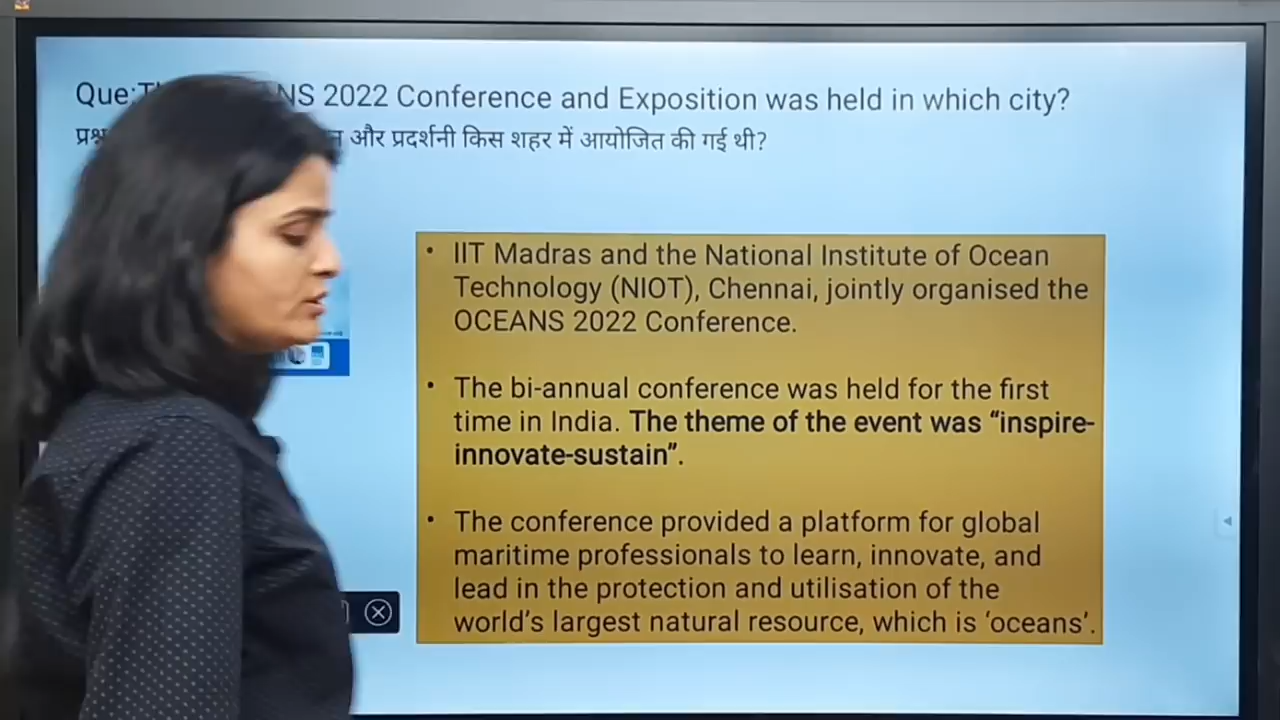 Que: NS 2022 Conference and Exposition was held in which city?
और प्रदर्शनी किस शहर में आयोजित की गई थी?
• IIT Madras and the National Institute of Ocean
Technology (NIOT), Chennai, jointly organised the
OCEANS 2022 Conference.
• The bi-annual conference was held for the first
time in India. The theme of the event was “inspire-
innovate-sustain”.
• The conference provided a platform for global
maritime professionals to learn, innovate, and
lead in the protection and utilisation of the
world’s largest natural resource, which is ‘oceans’.